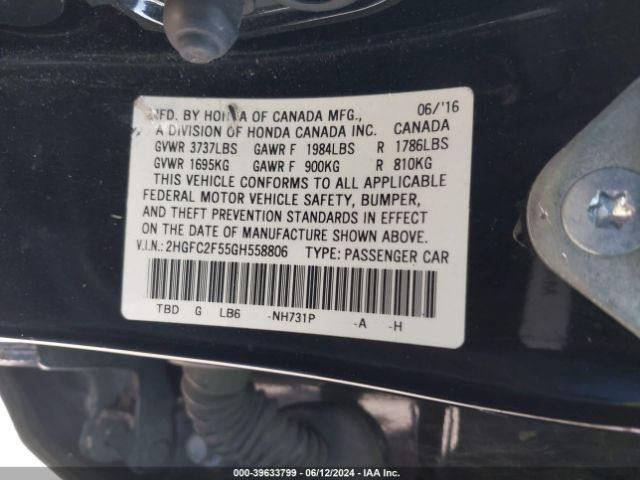 MFD. BY HONDA OF CANADA MFG., 06/'16
A DIVISION OF HONDA CANADA INC. CANADA
GVWR 3737LBS GAWR F 1984LBS R 1786LBS
GVWR 1695KG GAWR F 900KG R 810KG
THIS VEHICLE CONFORMS TO ALL APPLICABLE
FEDERAL MOTOR VEHICLE SAFETY, BUMPER,
AND THEFT PREVENTION STANDARDS IN EFFECT
ON THE DATE OF MANUFACTURE SHOWN ABOVE.
V.I.N.: 2HGFC2F55GH558806 TYPE: PASSENGER CAR
TBD G LB6 -NH731P -A -H
000-39633799 - 06/12/2024 - IAA Inc.